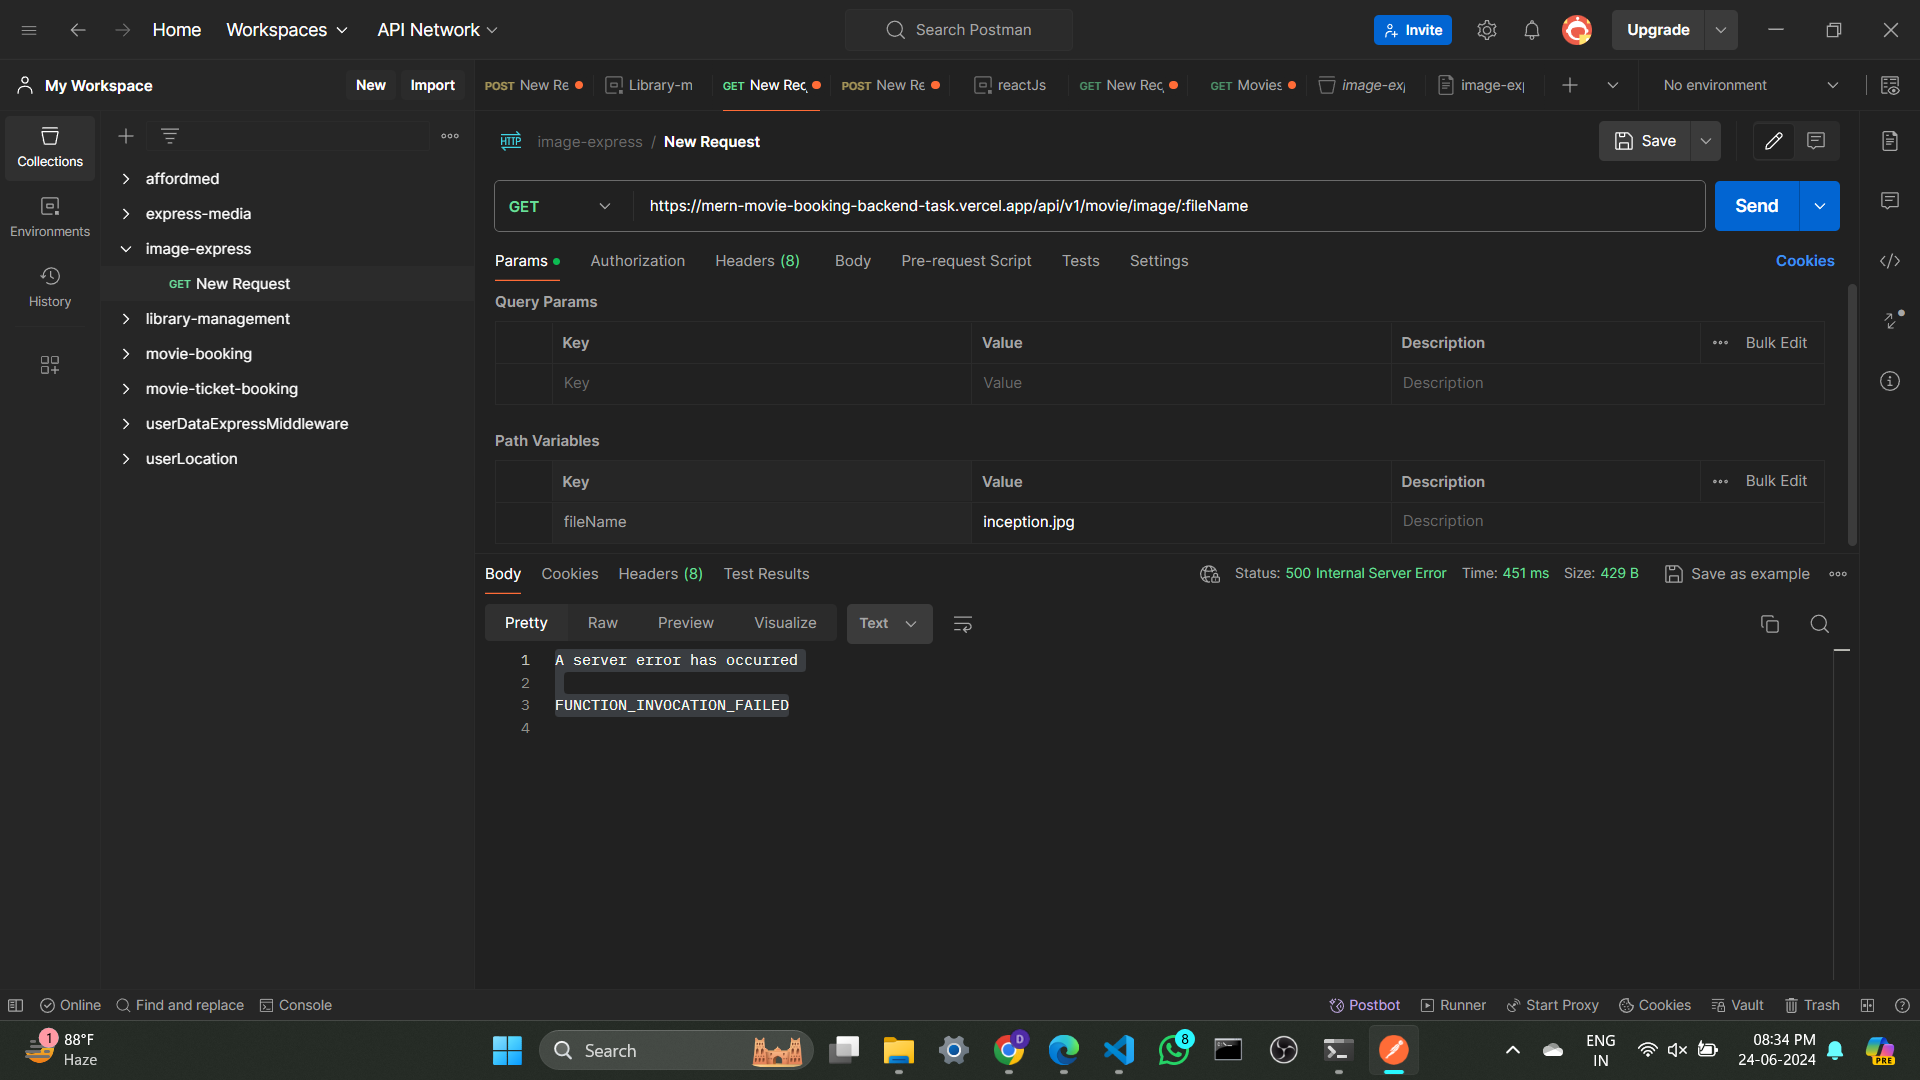 Home
Workspaces
API Network
Search Postman
Invite
Upgrade
My Workspace
New
Import
POST New Re
Library-m
GET New Rec
POST New Re
reactJs
GET New Rec
GET Movies
image-exp
image-exp
No environment
Collections
Environments
History
affordmed
express-media
image-express
GET New Request
library-management
movie-booking
movie-ticket-booking
userDataExpressMiddleware
userLocation
HTTP
image-express / New Request
Save
GET
https://mern-movie-booking-backend-task.vercel.app/api/v1/movie/image/:fileName
Send
Params
Authorization
Headers (8)
Body
Pre-request Script
Tests
Settings
Cookies
Query Params
Key
Value
Description
Bulk Edit
Key
Value
Description
Path Variables
Key
Value
Description
Bulk Edit
fileName
inception.jpg
Description
Body
Cookies
Headers (8)
Test Results
Status: 500 Internal Server Error
Time: 451 ms
Size: 429 B
Save as example
Pretty
Raw
Preview
Visualize
Text
1 A server error has occurred
2
3 FUNCTION_INVOCATION_FAILED
4
Online
Find and replace
Console
Postbot
Runner
Start Proxy
Cookies
Vault
Trash
1
88°F
Haze
Search
D
8
ENG
IN
08:34 PM
24-06-2024
PRE